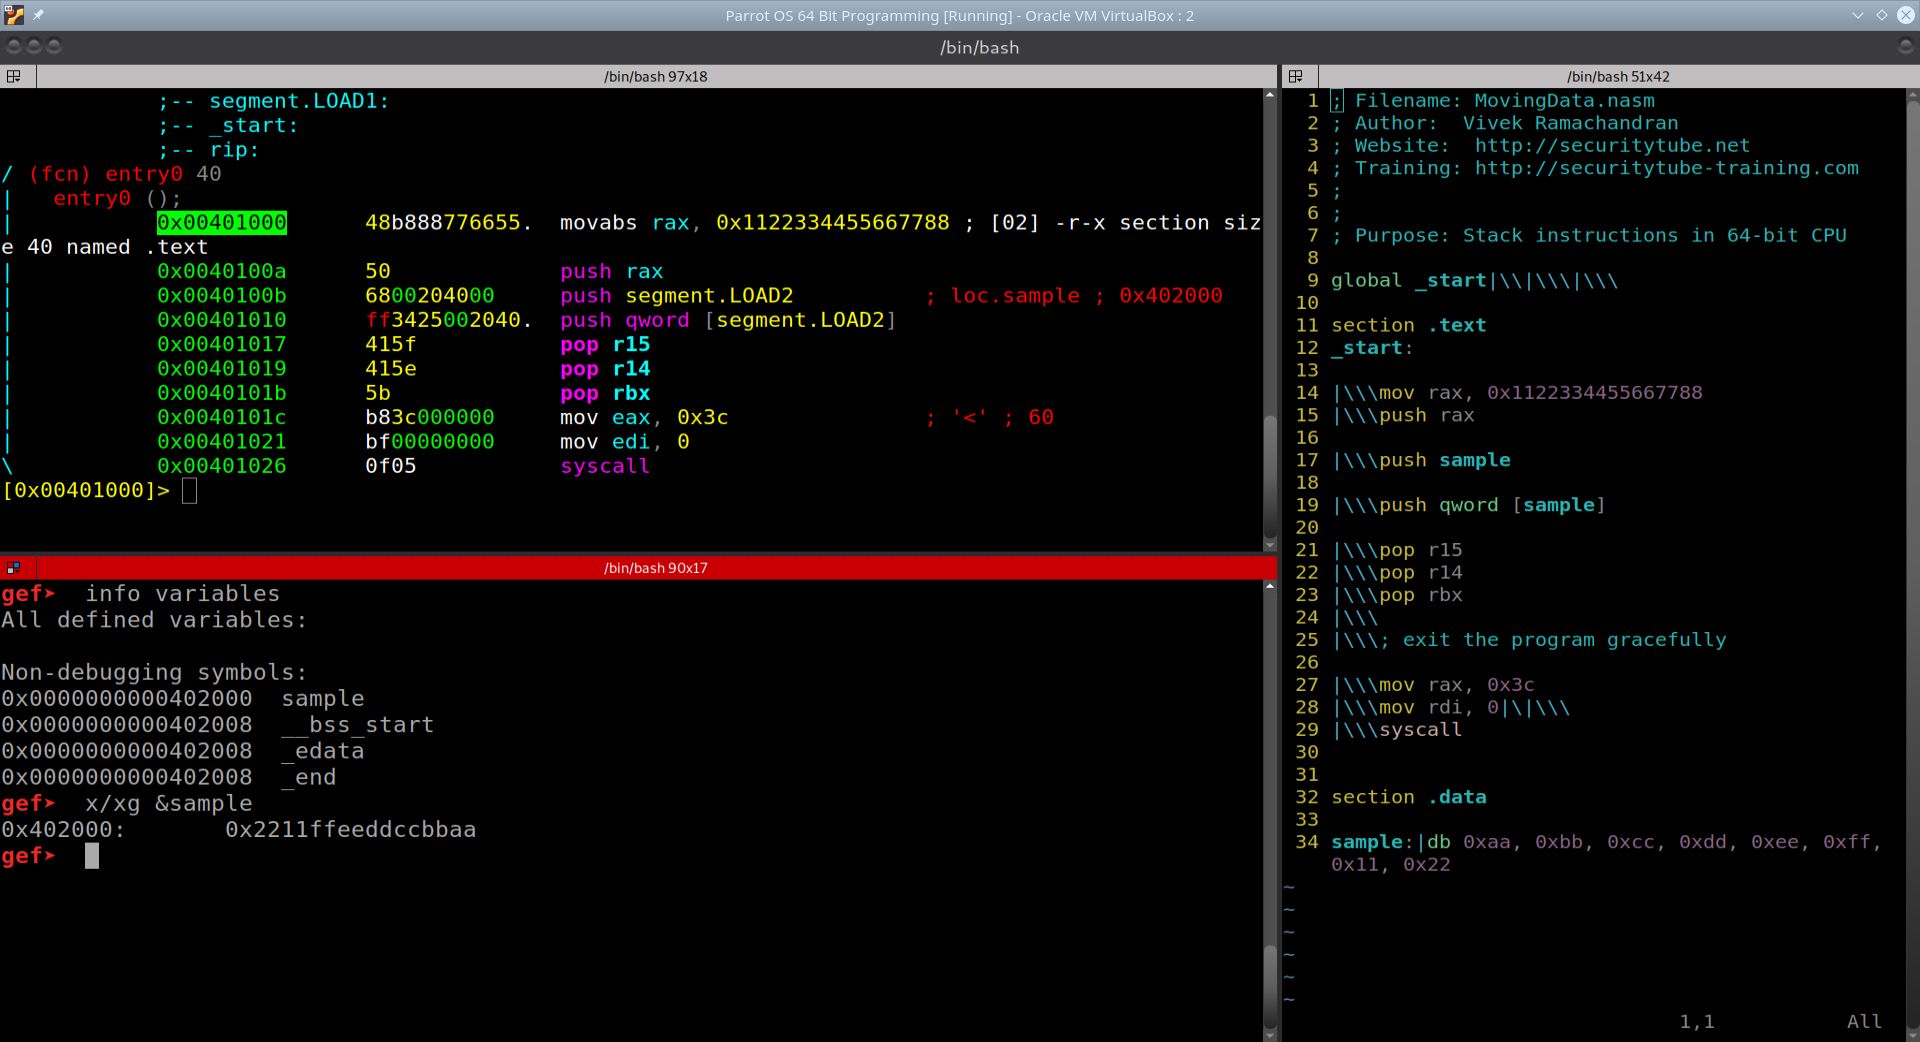 Parrot OS 64 Bit Programming [Running] - Oracle VM VirtualBox : 2
/bin/bash
/bin/bash 97x18
;-- segment.LOAD1:
;-- _start:
;-- rip:
/ (fcn) entry0 40
|   entry0 ();
|           0x00401000      48b888776655.  movabs rax, 0x1122334455667788 ; [02] -r-x section siz
e 40 named .text
|           0x0040100a      50             push rax
|           0x0040100b      6800204000     push segment.LOAD2          ; loc.sample ; 0x402000
|           0x00401010      ff3425002040.  push qword [segment.LOAD2]
|           0x00401017      415f           pop r15
|           0x00401019      415e           pop r14
|           0x0040101b      5b             pop rbx
|           0x0040101c      b83c000000     mov eax, 0x3c               ; '<' ; 60
|           0x00401021      bf00000000     mov edi, 0
\           0x00401026      0f05           syscall
[0x00401000]>
/bin/bash 90x17
gef➤  info variables
All defined variables:
Non-debugging symbols:
0x0000000000402000  sample
0x0000000000402008  __bss_start
0x0000000000402008  _edata
0x0000000000402008  _end
gef➤  x/xg &sample
0x402000:       0x2211ffeeddccbbaa
gef➤
/bin/bash 51x42
1 ; Filename: MovingData.nasm
2 ; Author:  Vivek Ramachandran
3 ; Website:  http://securitytube.net
4 ; Training: http://securitytube-training.com
5 ;
6 ;
7 ; Purpose: Stack instructions in 64-bit CPU
8
9 global _start|\\|\\\|\\\
10
11 section .text
12 _start:
13
14 |\\\mov rax, 0x1122334455667788
15 |\\\push rax
16
17 |\\\push sample
18
19 |\\\push qword [sample]
20
21 |\\\pop r15
22 |\\\pop r14
23 |\\\pop rbx
24 |\\\
25 |\\\; exit the program gracefully
26
27 |\\\mov rax, 0x3c
28 |\\\mov rdi, 0|\|\\\
29 |\\\syscall
30
31
32 section .data
33
34 sample:|db 0xaa, 0xbb, 0xcc, 0xdd, 0xee, 0xff,
0x11, 0x22
~
~
~
~
~
~
1,1 All